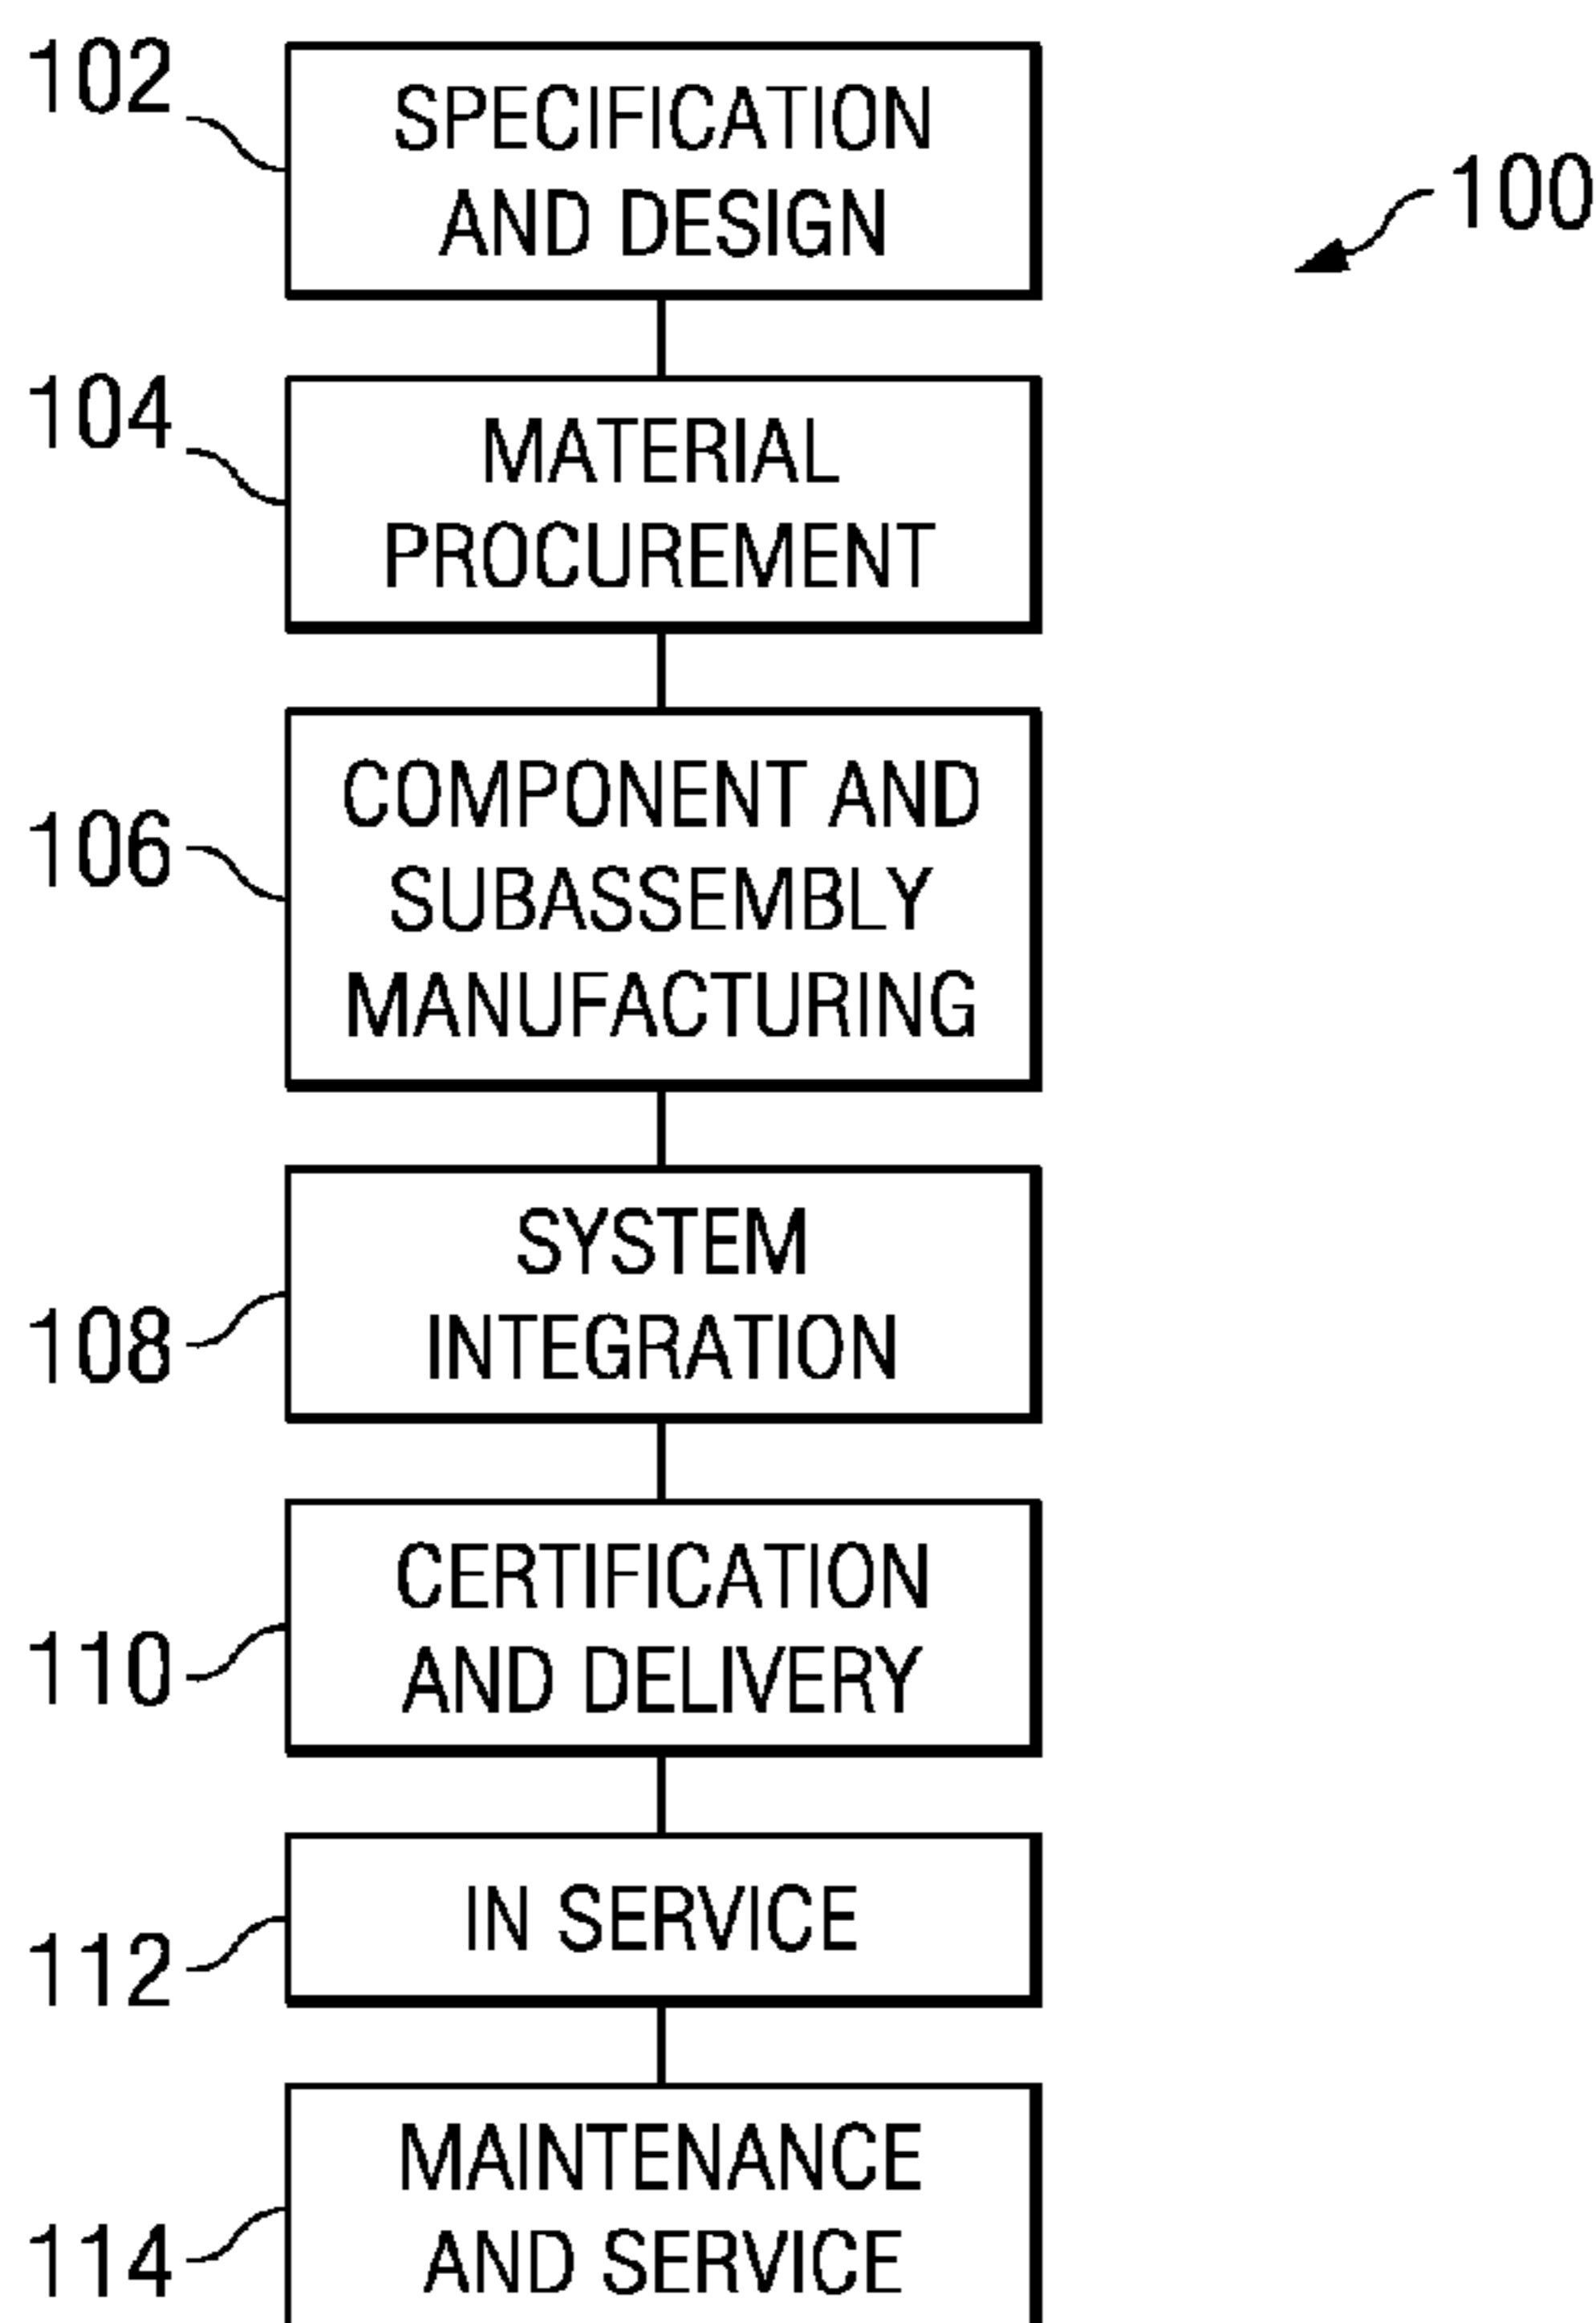 102
SPECIFICATION
AND DESIGN
100
104
MATERIAL
PROCUREMENT
106
COMPONENT AND
SUBASSEMBLY
MANUFACTURING
108
SYSTEM
INTEGRATION
110
CERTIFICATION
AND DELIVERY
112
IN SERVICE
114
MAINTENANCE
AND SERVICE